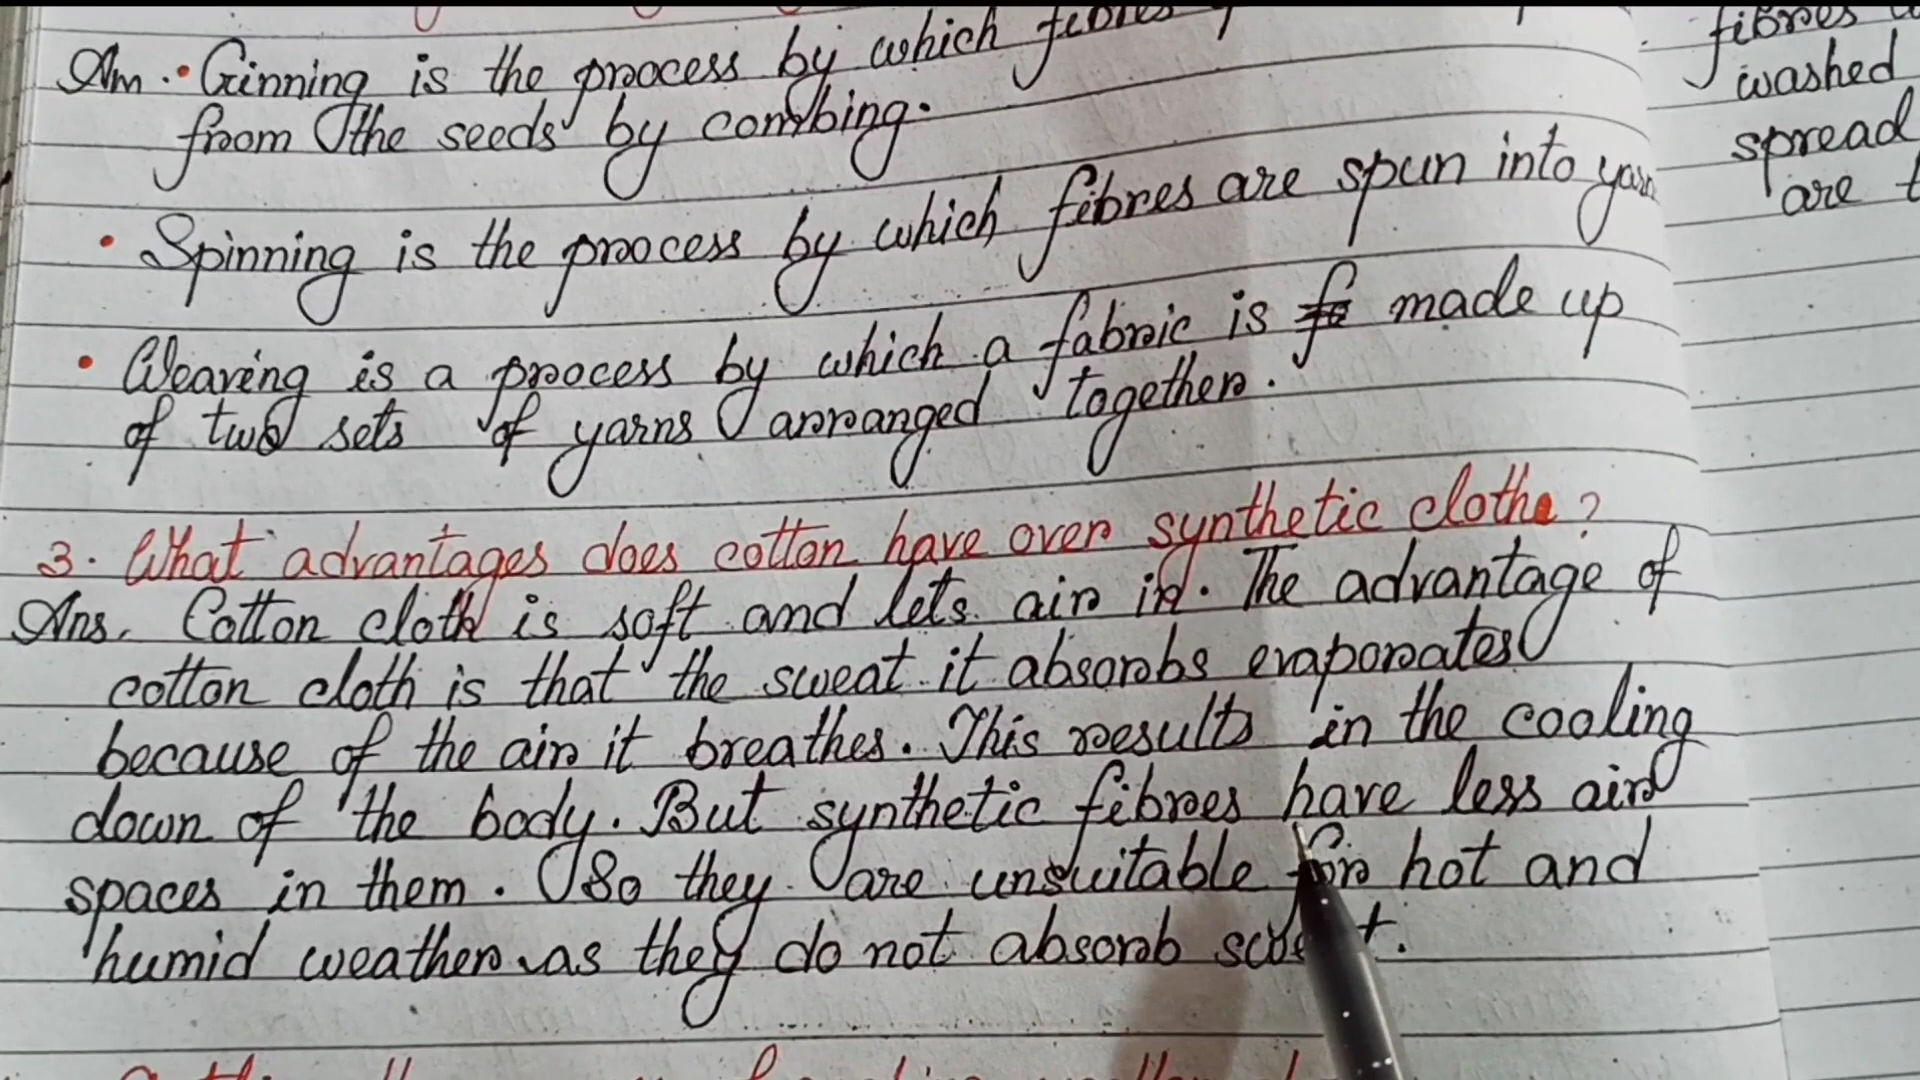 Ans. • Ginning is the process by which fibres
from the seeds by combing.
• Spinning is the process by which fibres are spun into yarn
• Weaving is a process by which a fabric is made up
of two sets of yarns arranged together.
3. What advantages does cotton have over synthetic clothe?
Ans. Cotton cloth is soft and lets air in. The advantage of
cotton cloth is that the sweat it absorbs evaporates
because of the air it breathes. This results in the cooling
down of the body. But synthetic fibres have less air
spaces in them. So they are unsuitable for hot and
humid weather as they do not absorb sweat.
fibres
washed
spread
are